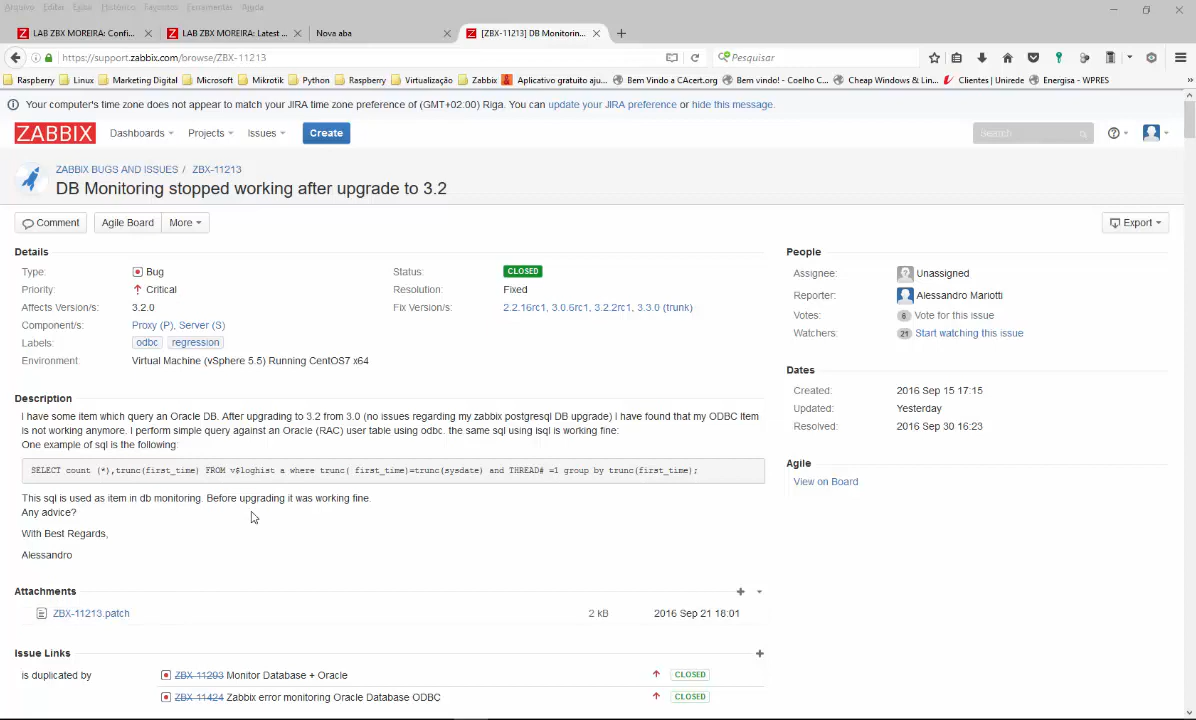 Arquivo Editar Exibir Histórico Favoritos Ferramentas Ajuda
LAB ZBX MOREIRA: Confi... LAB ZBX MOREIRA: Latest ... Nova aba [ZBX-11213] DB Monitorin...
https://support.zabbix.com/browse/ZBX-11213 Pesquisar
Raspberry Linux Marketing Digital Microsoft Mikrotik Python Raspberry Virtualização Zabbix Aplicativo gratuito aju... Bem Vindo a CAcert.org Bem vindo! - Coelho C... Cheap Windows & Lin... Clientes | Unirede Energisa - WPRES
Your computer's time zone does not appear to match your JIRA time zone preference of (GMT+02:00) Riga. You can update your JIRA preference or hide this message.
ZABBIX Dashboards Projects Issues Create Search
ZABBIX BUGS AND ISSUES / ZBX-11213
DB Monitoring stopped working after upgrade to 3.2
Comment Agile Board More Export
Details
Type: Bug
Priority: Critical
Affects Version/s: 3.2.0
Component/s: Proxy (P), Server (S)
Labels: odbc regression
Environment: Virtual Machine (vSphere 5.5) Running CentOS7 x64
Status: CLOSED
Resolution: Fixed
Fix Version/s: 2.2.16rc1, 3.0.6rc1, 3.2.2rc1, 3.3.0 (trunk)
Description
I have some item which query an Oracle DB. After upgrading to 3.2 from 3.0 (no issues regarding my zabbix postgresql DB upgrade) I have found that my ODBC Item
is not working anymore. I perform simple query against an Oracle (RAC) user table using odbc. the same sql using isql is working fine:
One example of sql is the following:
SELECT count (*),trunc(first_time) FROM v$loghist a where trunc( first_time)=trunc(sysdate) and THREAD# =1 group by trunc(first_time);
This sql is used as item in db monitoring. Before upgrading it was working fine.
Any advice?
With Best Regards,
Alessandro
Attachments
ZBX-11213.patch 2 kB 2016 Sep 21 18:01
Issue Links
is duplicated by ZBX-11203 Monitor Database + Oracle CLOSED
ZBX-11424 Zabbix error monitoring Oracle Database ODBC CLOSED
People
Assignee: Unassigned
Reporter: Alessandro Mariotti
Votes: 6 Vote for this issue
Watchers: 21 Start watching this issue
Dates
Created: 2016 Sep 15 17:15
Updated: Yesterday
Resolved: 2016 Sep 30 16:23
Agile
View on Board